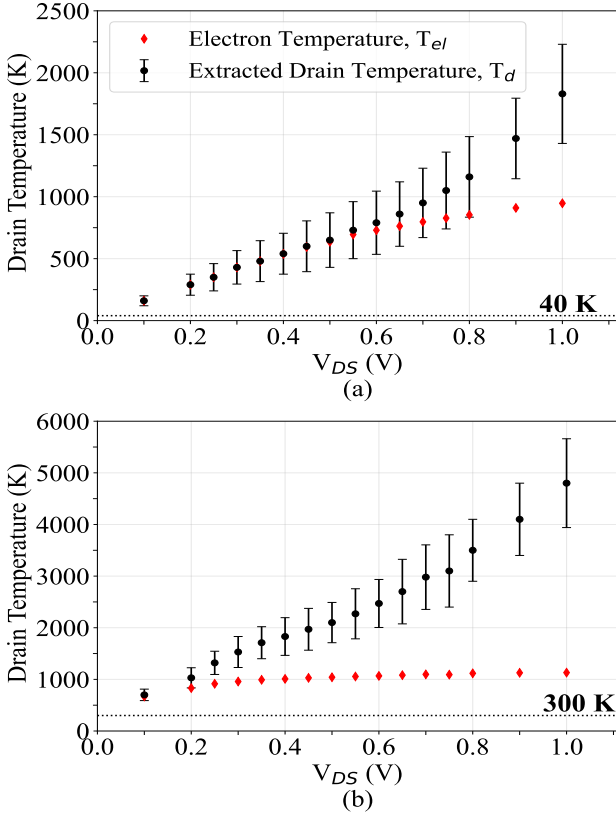 2500
2000
1500
1000
500
0
Drain Temperature (K)
Electron Temperature, T_el
Extracted Drain Temperature, T_d
40 K
0.0 0.2 0.4 0.6 0.8 1.0
V_DS (V)
(a)
6000
5000
4000
3000
2000
1000
0
Drain Temperature (K)
300 K
0.0 0.2 0.4 0.6 0.8 1.0
V_DS (V)
(b)